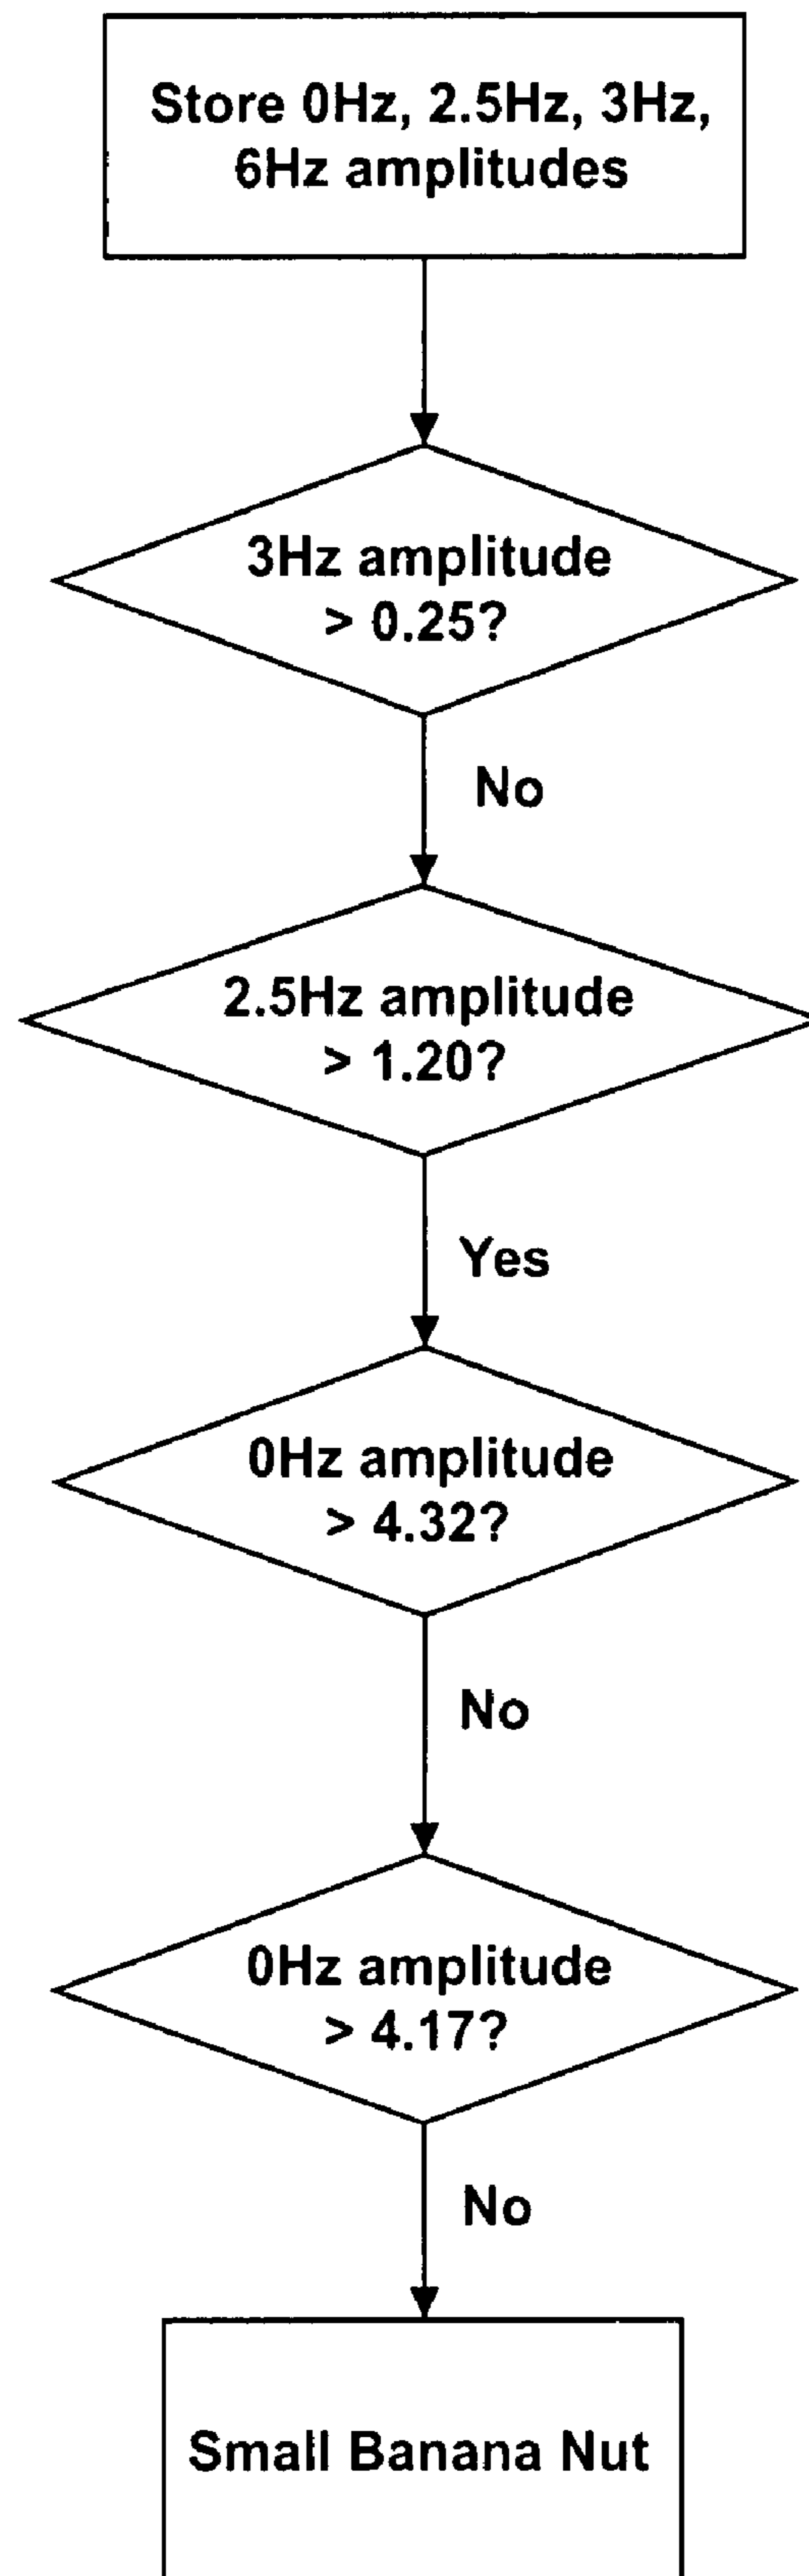 Store 0Hz, 2.5Hz, 3Hz,
6Hz amplitudes
3Hz amplitude
> 0.25?
No
2.5Hz amplitude
> 1.20?
Yes
0Hz amplitude
> 4.32?
No
0Hz amplitude
> 4.17?
No
Small Banana Nut